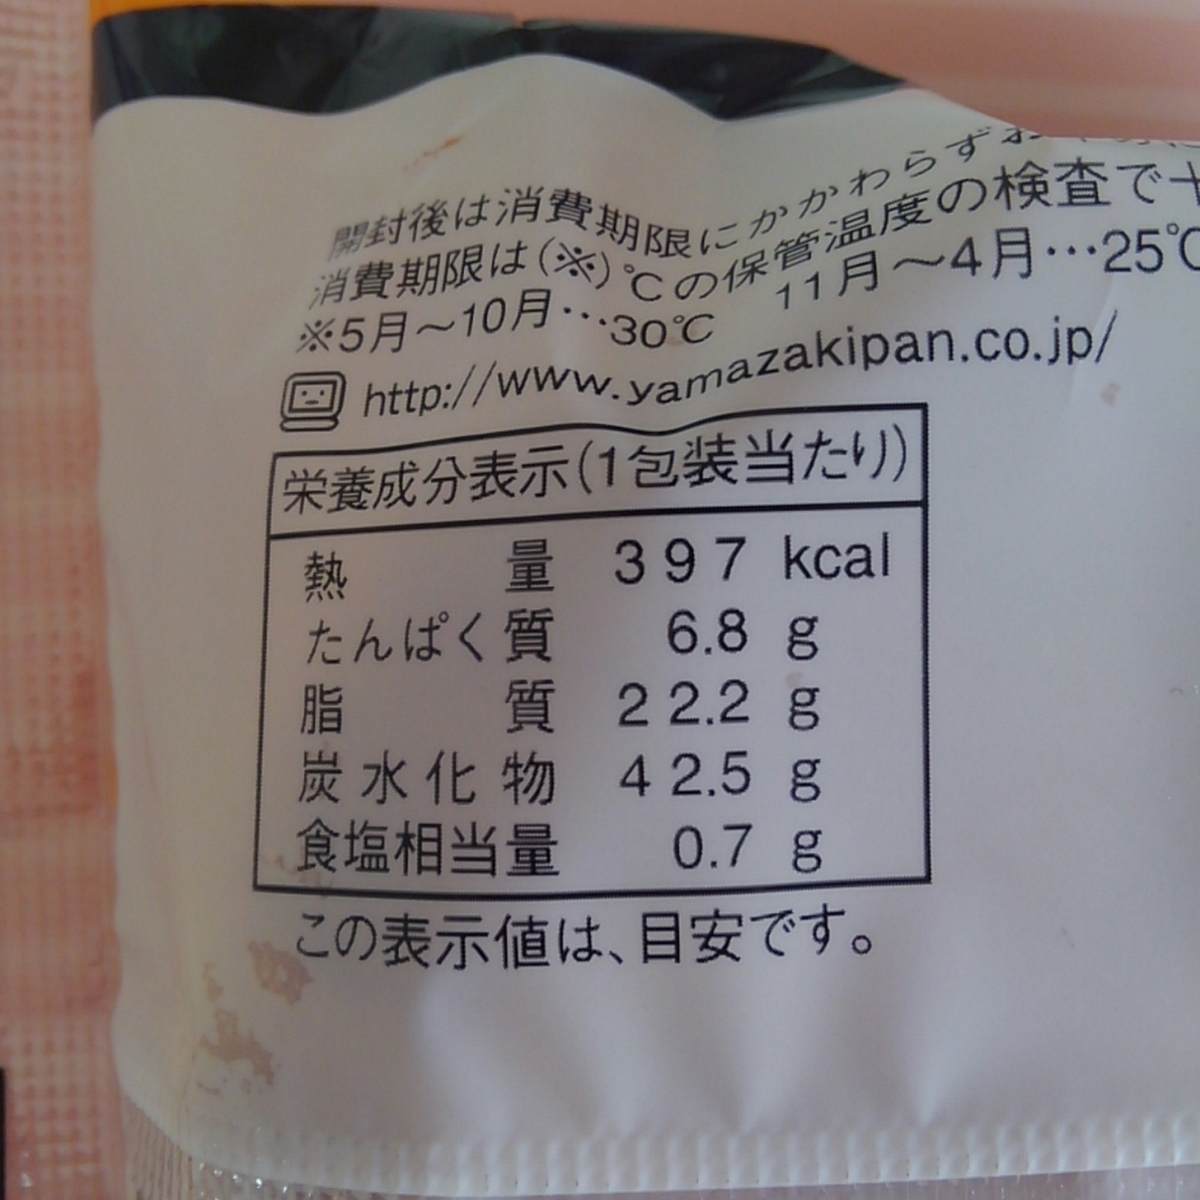 開封後は消費期限にかかわらずお
消費期限は(※)℃の保管温度の検査で
※5月～10月…30℃ 11月～4月…25℃
http://www.yamazakipan.co.jp/
栄養成分表示(1包装当たり)
熱量 397 kcal
たんぱく質 6.8 g
脂質 22.2 g
炭水化物 42.5 g
食塩相当量 0.7 g
この表示値は、目安です。